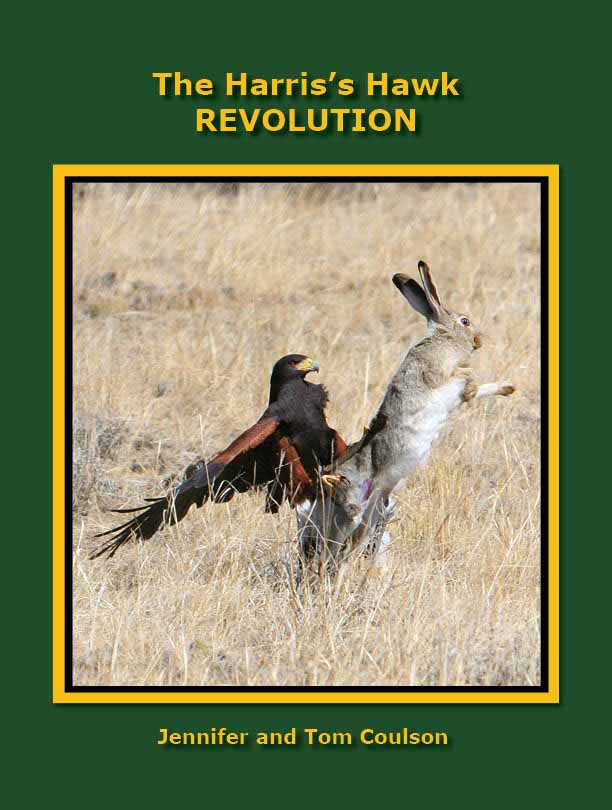 The Harris’s Hawk
REVOLUTION
Jennifer and Tom Coulson